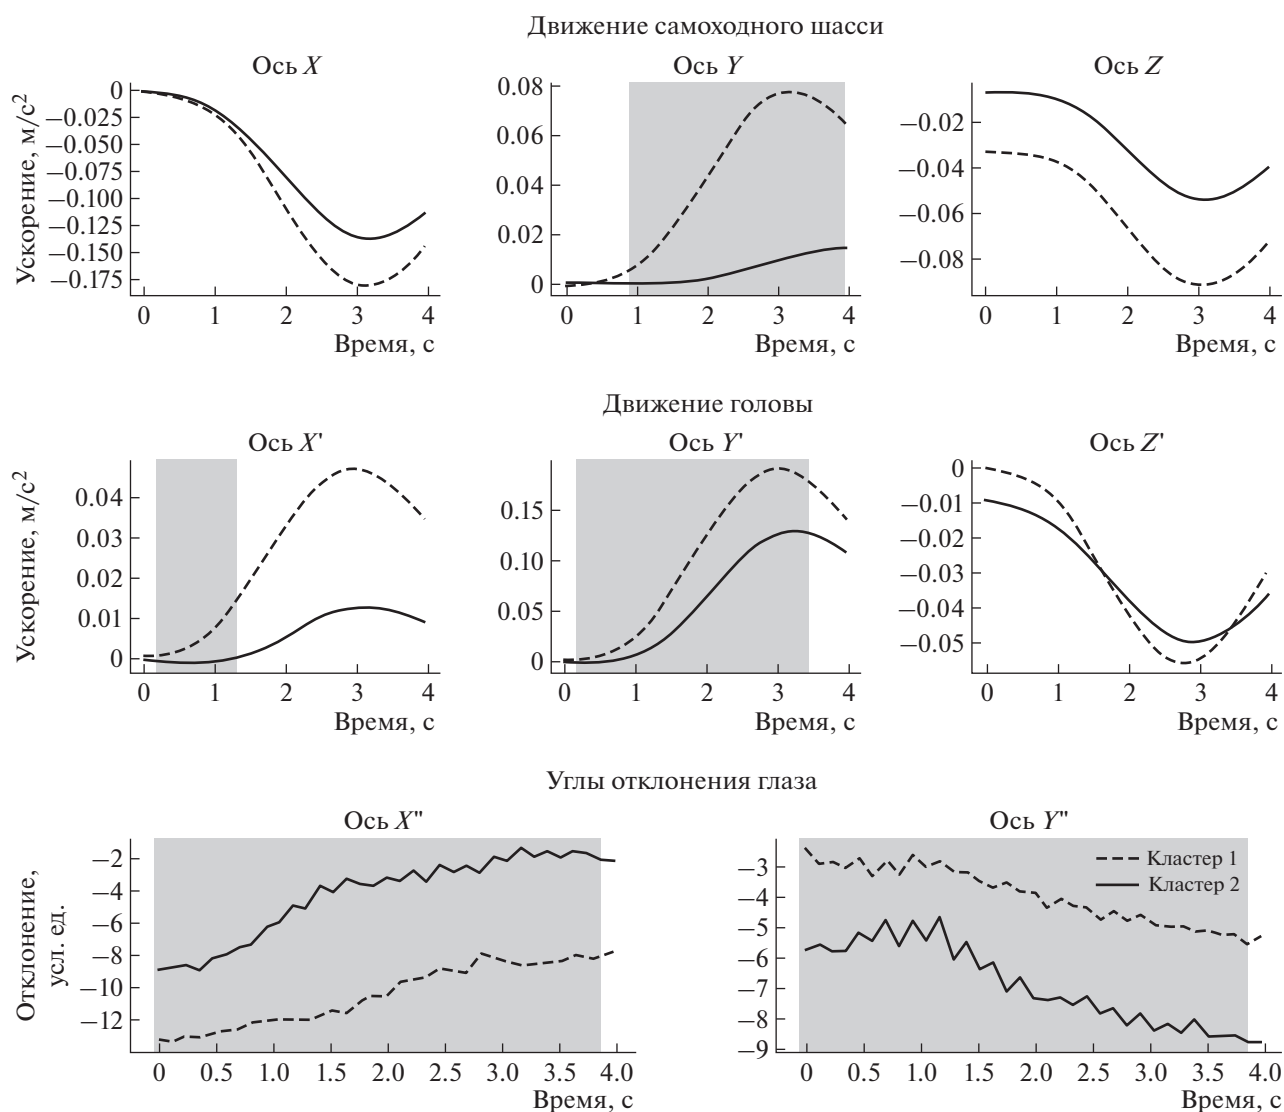 Движение самоходного шасси
Ось X
Ось Y
Ось Z
Ускорение, м/с²
0
−0.025
−0.050
−0.075
−0.100
−0.125
−0.150
−0.175
0 1 2 3 4
Время, с
0.08
0.06
0.04
0.02
0
0 1 2 3 4
Время, с
−0.02
−0.04
−0.06
−0.08
0 1 2 3 4
Время, с
Движение головы
Ось X'
Ось Y'
Ось Z'
Ускорение, м/с²
0.04
0.03
0.02
0.01
0
0 1 2 3 4
Время, с
0.15
0.10
0.05
0
0 1 2 3 4
Время, с
0
−0.01
−0.02
−0.03
−0.04
−0.05
0 1 2 3 4
Время, с
Углы отклонения глаза
Ось X"
Ось Y"
Отклонение,
усл. ед.
−2
−4
−6
−8
−10
−12
0 0.5 1.0 1.5 2.0 2.5 3.0 3.5 4.0
Время, с
−3
−4
−5
−6
−7
−8
−9
Кластер 1
Кластер 2
0 0.5 1.0 1.5 2.0 2.5 3.0 3.5 4.0
Время, с